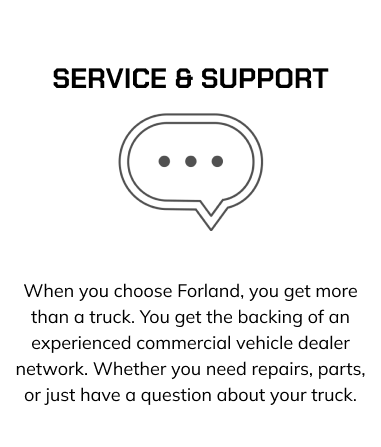 SERVICE & SUPPORT
When you choose Forland, you get more
than a truck. You get the backing of an
experienced commercial vehicle dealer
network. Whether you need repairs, parts,
or just have a question about your truck.